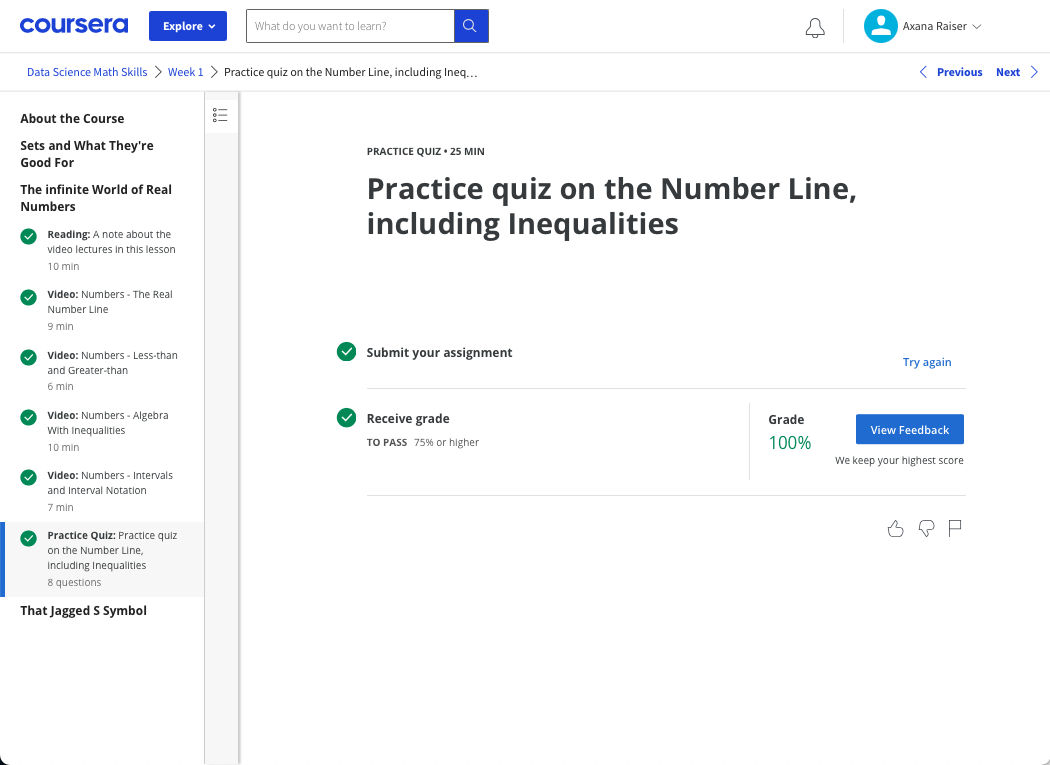 coursera
Explore
What do you want to learn?
Axana Raiser
Data Science Math Skills
Week 1
Practice quiz on the Number Line, including Ineq…
Previous
Next
About the Course
Sets and What They're
Good For
The infinite World of Real
Numbers
Reading: A note about the
video lectures in this lesson
10 min
Video: Numbers - The Real
Number Line
9 min
Video: Numbers - Less-than
and Greater-than
6 min
Video: Numbers - Algebra
With Inequalities
10 min
Video: Numbers - Intervals
and Interval Notation
7 min
Practice Quiz: Practice quiz
on the Number Line,
including Inequalities
8 questions
That Jagged S Symbol
PRACTICE QUIZ • 25 MIN
Practice quiz on the Number Line,
including Inequalities
Submit your assignment
Try again
Receive grade
TO PASS 75% or higher
Grade
100%
View Feedback
We keep your highest score